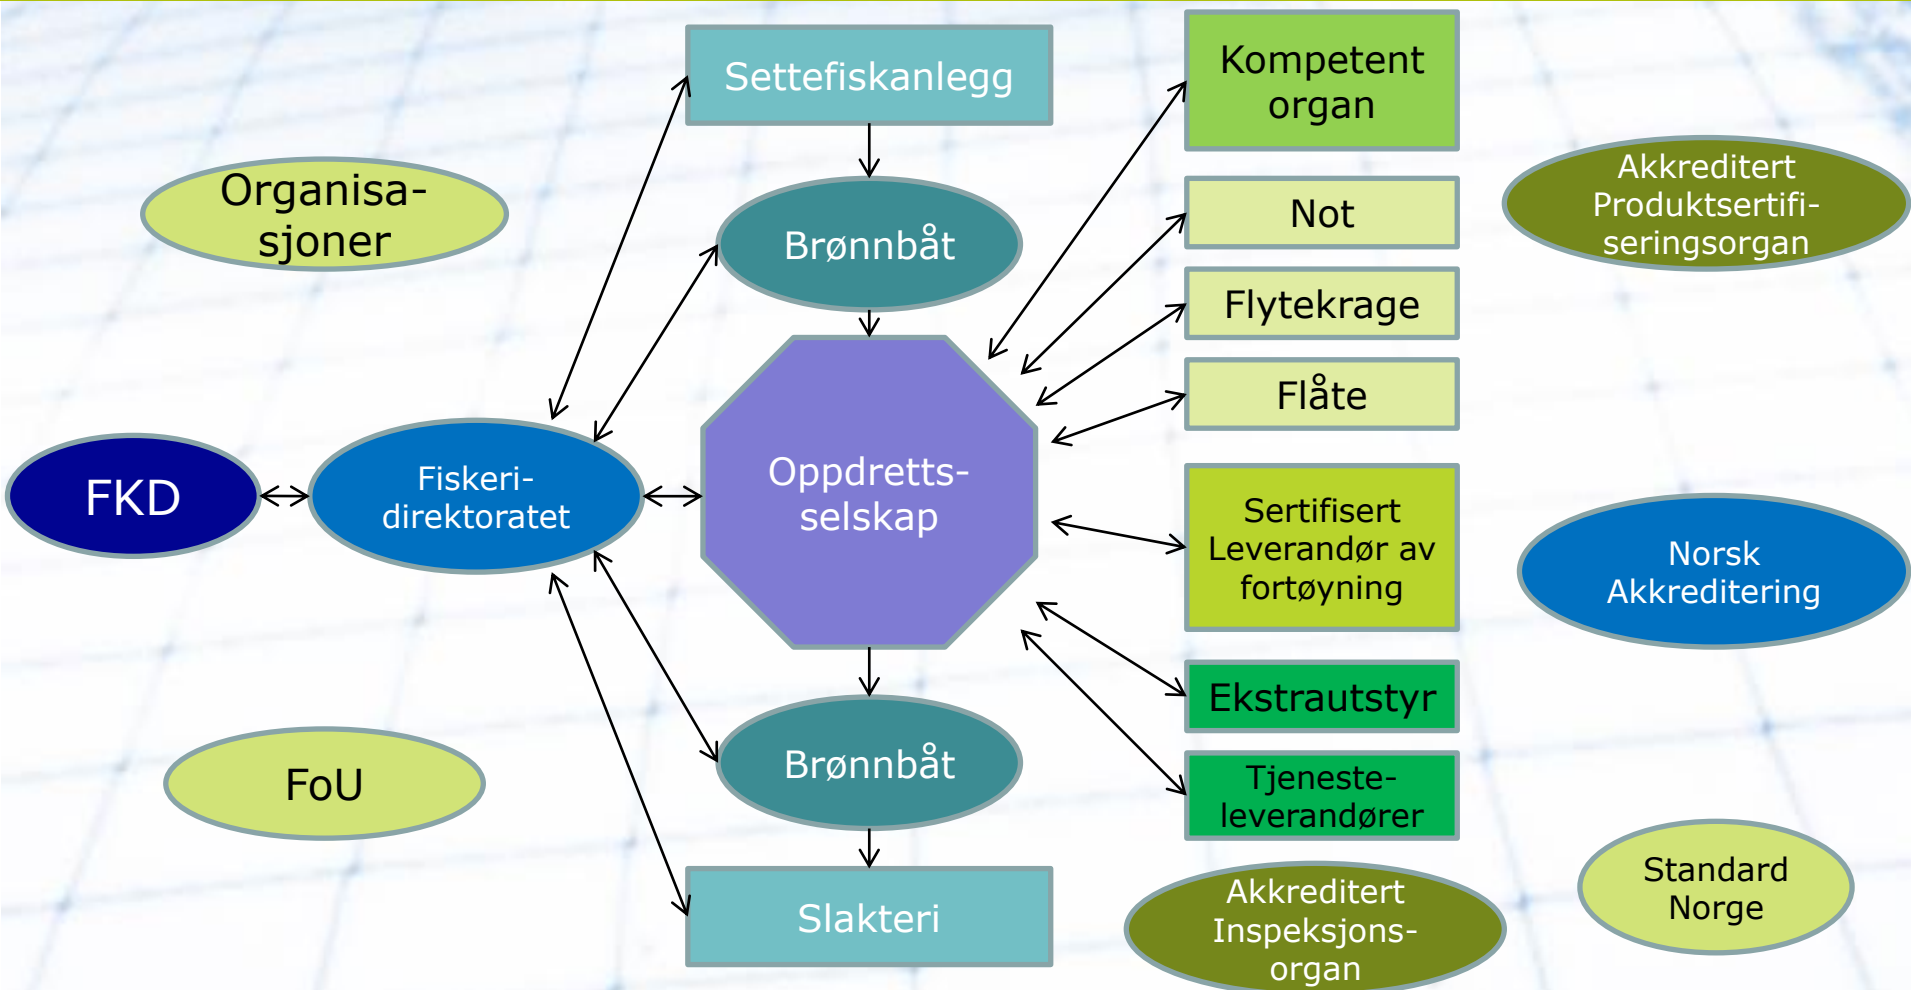 Settefiskanlegg
Kompetent
organ
Organisa-
sjoner
Brønnbåt
Not
Akkreditert
Produktsertifi-
seringsorgan
Flytekrage
Flåte
FKD
Fiskeri-
direktoratet
Oppdretts-
selskap
Sertifisert
Leverandør av
fortøyning
Norsk
Akkreditering
Ekstrautstyr
FoU
Brønnbåt
Tjeneste-
leverandører
Slakteri
Akkreditert
Inspeksjons-
organ
Standard
Norge